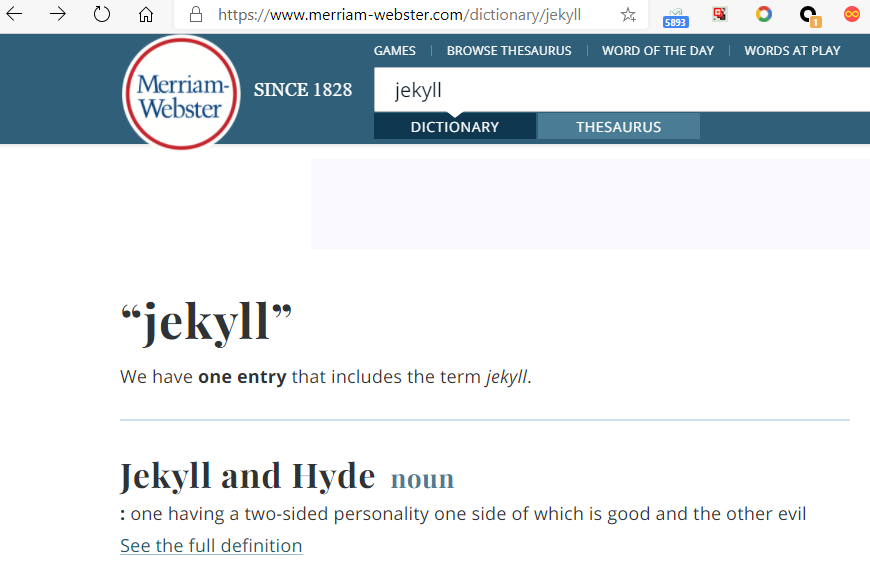 https://www.merriam-webster.com/dictionary/jekyll
5893
1
GAMES BROWSE THESAURUS WORD OF THE DAY WORDS AT PLAY
Merriam-
Webster
SINCE 1828
jekyll
DICTIONARY THESAURUS
“jekyll”
We have one entry that includes the term jekyll.
Jekyll and Hyde noun
: one having a two-sided personality one side of which is good and the other evil
See the full definition